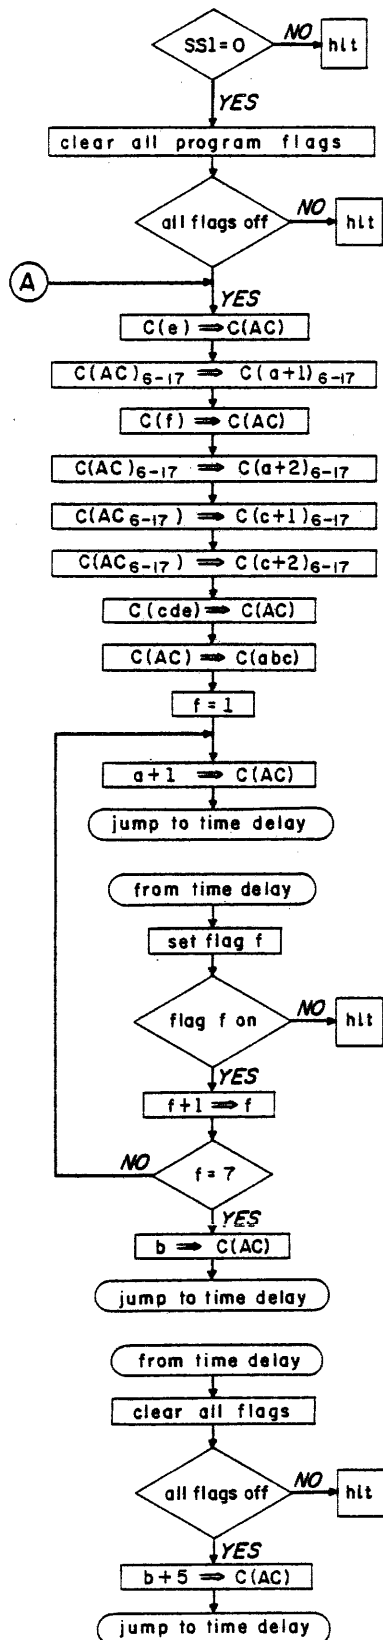 SS1=0
NO
hlt
YES
clear all program flags
all flags off
NO
hlt
A
YES
C(e) ⇒ C(AC)
C(AC)6-17 ⇒ C(a+1)6-17
C(f) ⇒ C(AC)
C(AC)6-17 ⇒ C(a+2)6-17
C(AC6-17) ⇒ C(c+1)6-17
C(AC6-17) ⇒ C(c+2)6-17
C(cde) ⇒ C(AC)
C(AC) ⇒ C(abc)
f = 1
a+1 ⇒ C(AC)
jump to time delay
from time delay
set flag f
flag f on
NO
hlt
YES
f+1 ⇒ f
NO
f = 7
YES
b ⇒ C(AC)
jump to time delay
from time delay
clear all flags
all flags off
NO
hlt
YES
b+5 ⇒ C(AC)
jump to time delay